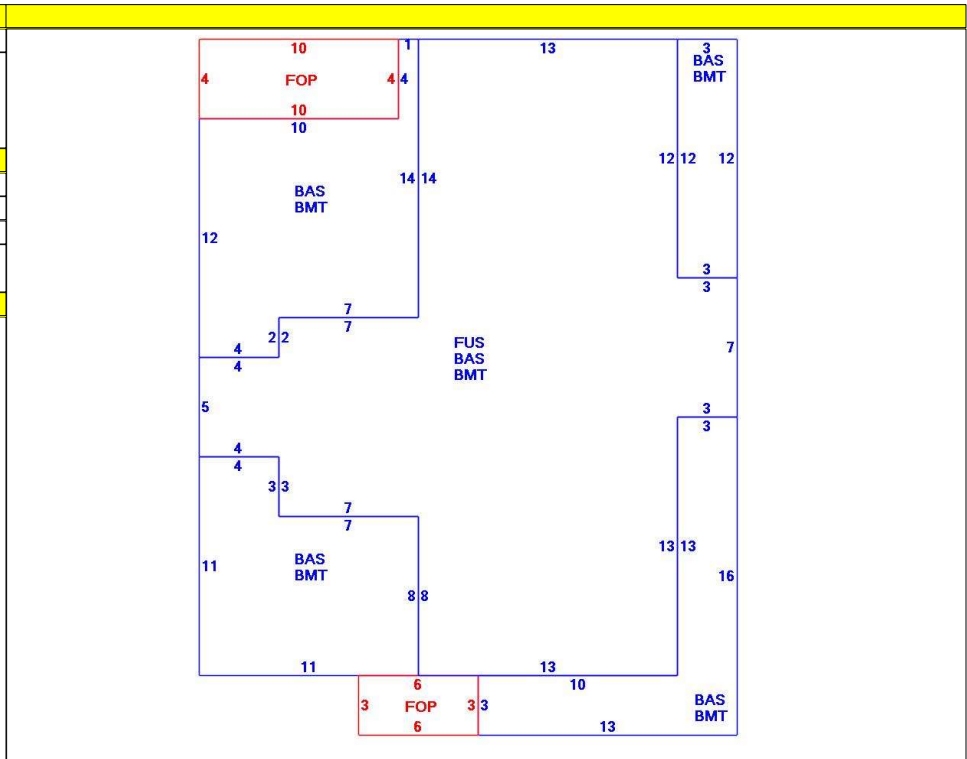 10 1 13 3
BAS
BMT
4 FOP 4 4
10
10
12 12 12
14 14
BAS
BMT
12
3
3
7
7
2 2
4
4
FUS
BAS
BMT
7
5
3
3
4
4
3 3
7
7
13 13
BAS
BMT
11
16
8 8
11 13
6 10
3 FOP 3 3
BAS
BMT
6 13